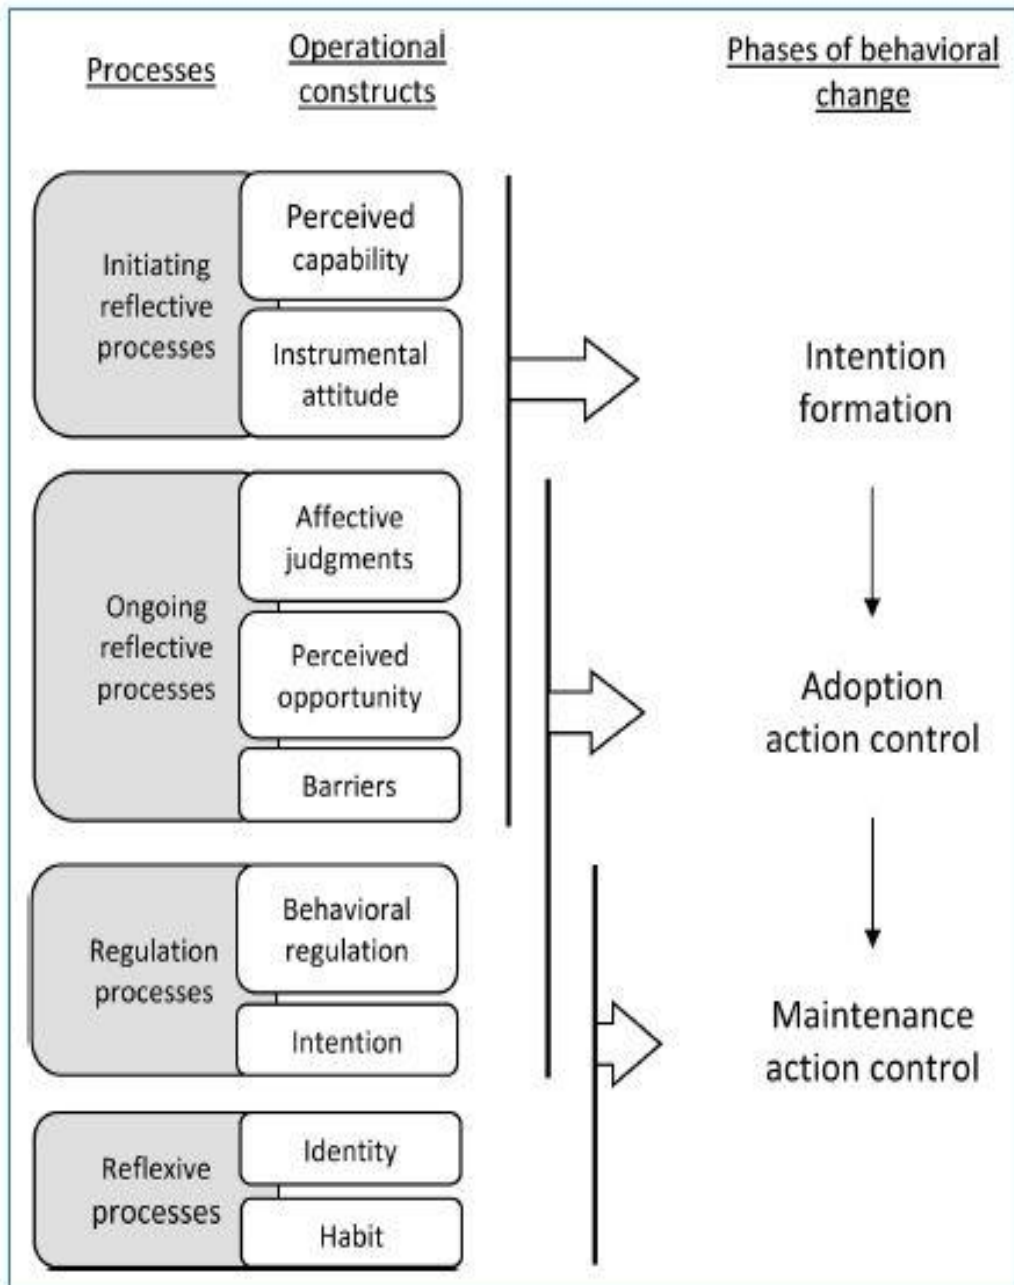 Processes
Operational
constructs
Phases of behavioral
change
Initiating
reflective
processes
Perceived
capability
Instrumental
attitude
Intention
formation
Ongoing
reflective
processes
Affective
judgments
Perceived
opportunity
Barriers
Adoption
action control
Regulation
processes
Behavioral
regulation
Intention
Maintenance
action control
Reflexive
processes
Identity
Habit